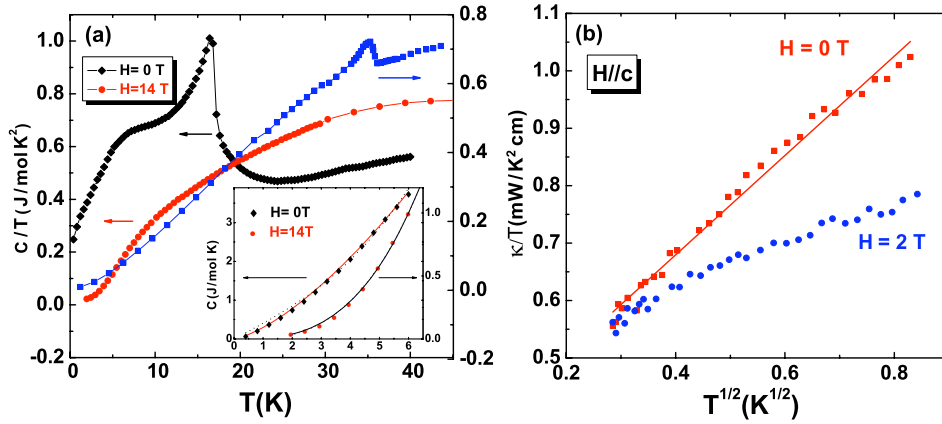 (a)
H= 0 T
H=14 T
C/T (J/mol K²)
1.0
0.8
0.6
0.4
0.2
0.0
-0.2
0.8
0.6
0.4
0.2
0.0
-0.2
0 10 20 30 40
T(K)
H= 0T
H=14T
C (J/mol K)
3
2
1
0
1.0
0.5
0.0
0 1 2 3 4 5 6
(b)
H//c
H = 0 T
H = 2 T
κ/T(mW/K² cm)
1.0
0.9
0.8
0.7
0.6
0.5
0.2 0.4 0.6 0.8
T^1/2(K^1/2)